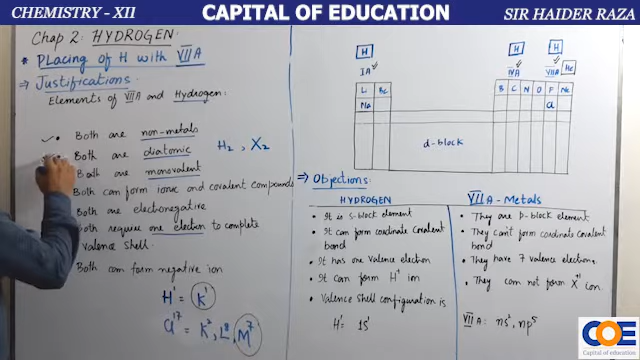 CHEMISTRY - XII
CAPITAL OF EDUCATION
SIR HAIDER RAZA
Chap 2: HYDROGEN
* PLACING OF H WITH VIIA
⇒ Justifications.
Elements of VIIA and Hydrogen:
Both are non-metals
Both are diatomic H2, X2
Both are monovalent
Both can form ionic and covalent compounds
Both are electronegative
Both require one election to complete
Valence shell.
Both can form negative ion
H¹ = K¹
Cl¹⁷ = K², L⁸, M⁷
H H H
IA IVA VIIA He
L Be B C N O F Ne
Na Cl
d-block
⇒ Objections:
HYDROGEN
• It is s-block element
• It can form coordinate covalent
bond
• It has one valence electron
• It can form H⁺ ion
• Valence shell configuration is
H¹= 1s¹
VIIA - Metals
• They are p-block element
• They can't form cordinate covalent
bond
• They have 7 valence electrons
• They can not form X⁺¹ ion.
VIIA: ns², np⁵
COE
Capital of education